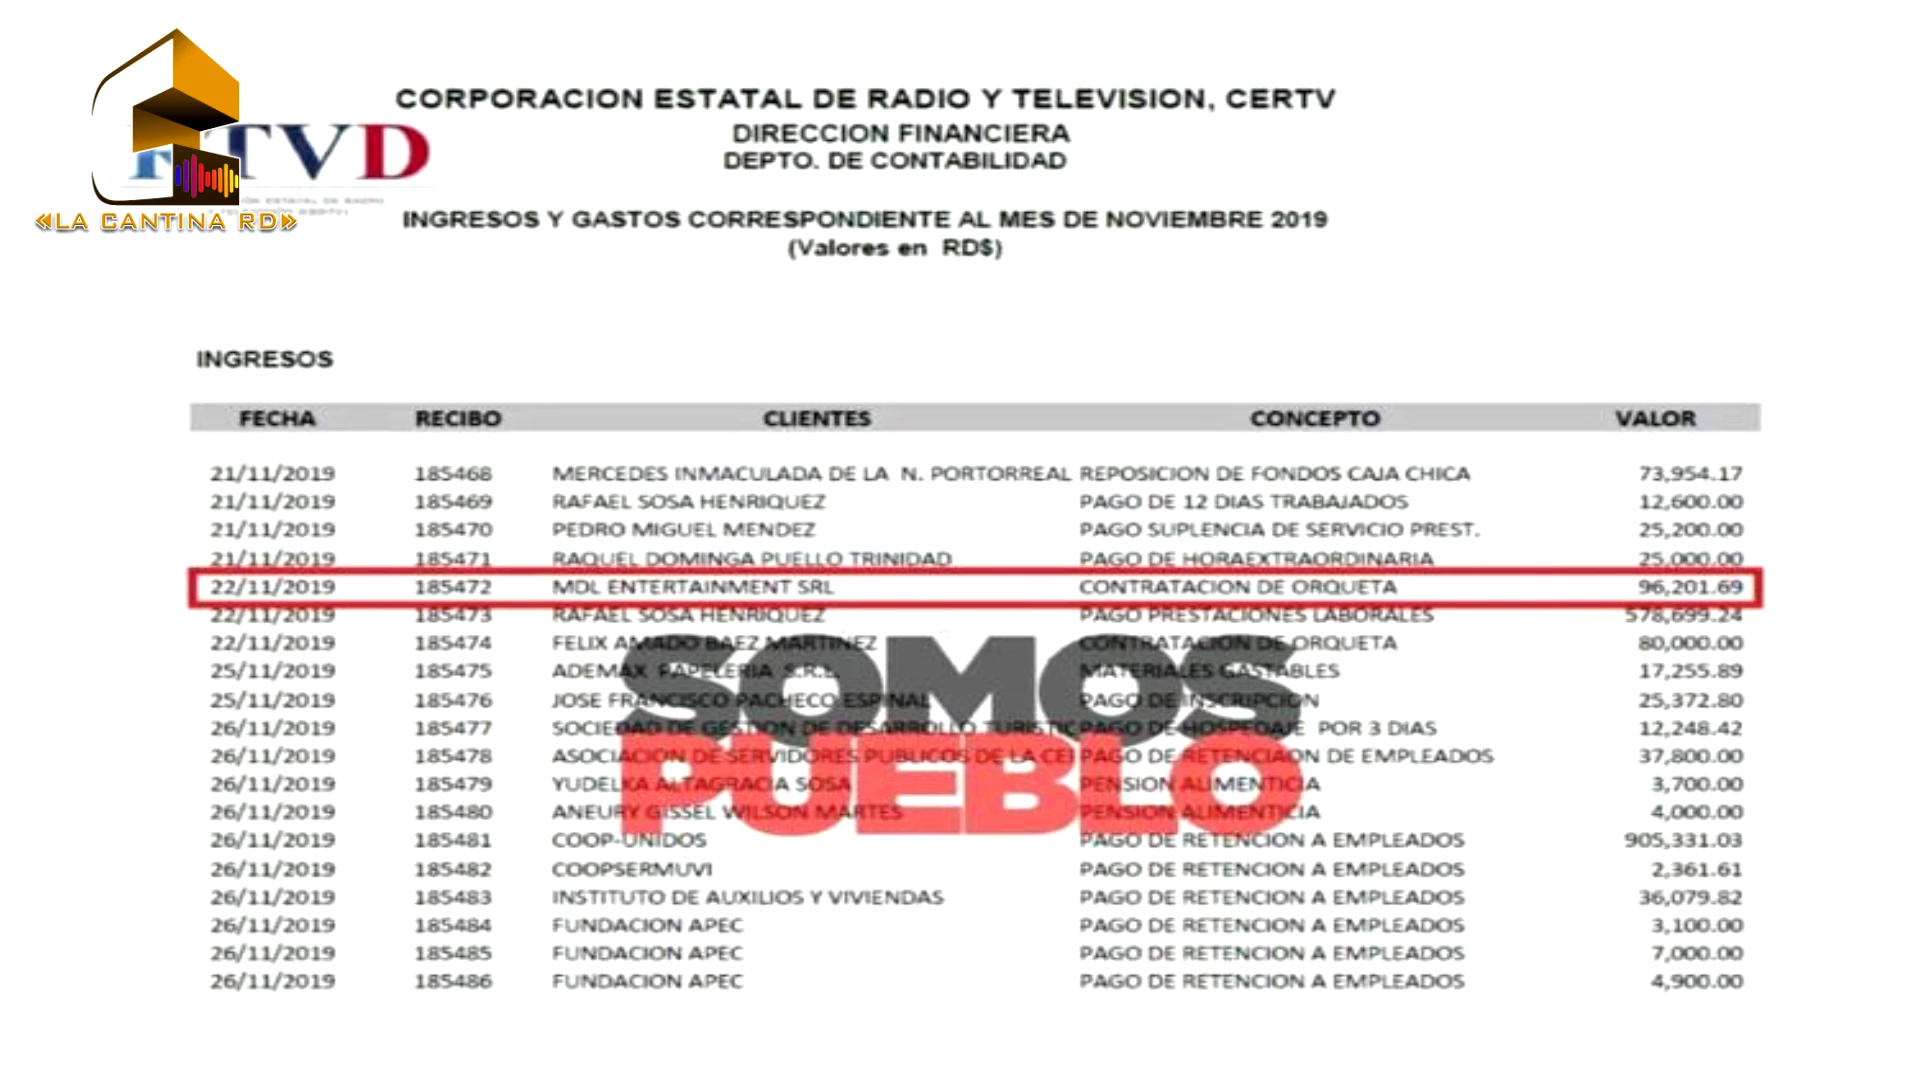 CORPORACION ESTATAL DE RADIO Y TELEVISION, CERTV
DIRECCION FINANCIERA
DEPTO. DE CONTABILIDAD
TVD
«LA CANTINA RD»
INGRESOS Y GASTOS CORRESPONDIENTE AL MES DE NOVIEMBRE 2019
(Valores en RD$)
INGRESOS
FECHA RECIBO CLIENTES CONCEPTO VALOR
21/11/2019 185468 MERCEDES INMACULADA DE LA N. PORTORREAL REPOSICION DE FONDOS CAJA CHICA 73,954.17
21/11/2019 185469 RAFAEL SOSA HENRIQUEZ PAGO DE 12 DIAS TRABAJADOS 12,600.00
21/11/2019 185470 PEDRO MIGUEL MENDEZ PAGO SUPLENCIA DE SERVICIO PREST. 25,200.00
21/11/2019 185471 RAQUEL DOMINGA PUELLO TRINIDAD PAGO DE HORAEXTRAORDINARIA 25,000.00
22/11/2019 185472 MDL ENTERTAINMENT SRL CONTRATACION DE ORQUETA 96,201.69
22/11/2019 185473 RAFAEL SOSA HENRIQUEZ PAGO PRESTACIONES LABORALES 578,699.24
22/11/2019 185474 FELIX AMADO BAEZ MARTINEZ CONTRATACION DE ORQUETA 80,000.00
25/11/2019 185475 ADEMAX PAPELERIA S.R.L. MATERIALES GASTABLES 17,255.89
25/11/2019 185476 JOSE FRANCISCO PACHECO ESPINAL PAGO DE INSCRIPCION 25,372.80
26/11/2019 185477 SOCIEDAD DE GESTION DE DESARROLLO TURISTIC PAGO DE HOSPEDAJE POR 3 DIAS 12,248.42
26/11/2019 185478 ASOCIACION DE SERVIDORES PUBLICOS DE LA CE PAGO DE RETENCIAON DE EMPLEADOS 37,800.00
26/11/2019 185479 YUDELKA ALTAGRACIA SOSA PENSION ALIMENTICIA 3,700.00
26/11/2019 185480 ANEURY GISSEL WILSON MARTES PENSION ALIMENTICIA 4,000.00
26/11/2019 185481 COOP-UNIDOS PAGO DE RETENCION A EMPLEADOS 905,331.03
26/11/2019 185482 COOPSERMUVI PAGO DE RETENCION A EMPLEADOS 2,361.61
26/11/2019 185483 INSTITUTO DE AUXILIOS Y VIVIENDAS PAGO DE RETENCION A EMPLEADOS 36,079.82
26/11/2019 185484 FUNDACION APEC PAGO DE RETENCION A EMPLEADOS 3,100.00
26/11/2019 185485 FUNDACION APEC PAGO DE RETENCION A EMPLEADOS 7,000.00
26/11/2019 185486 FUNDACION APEC PAGO DE RETENCION A EMPLEADOS 4,900.00
SOMOS
PUEBLO